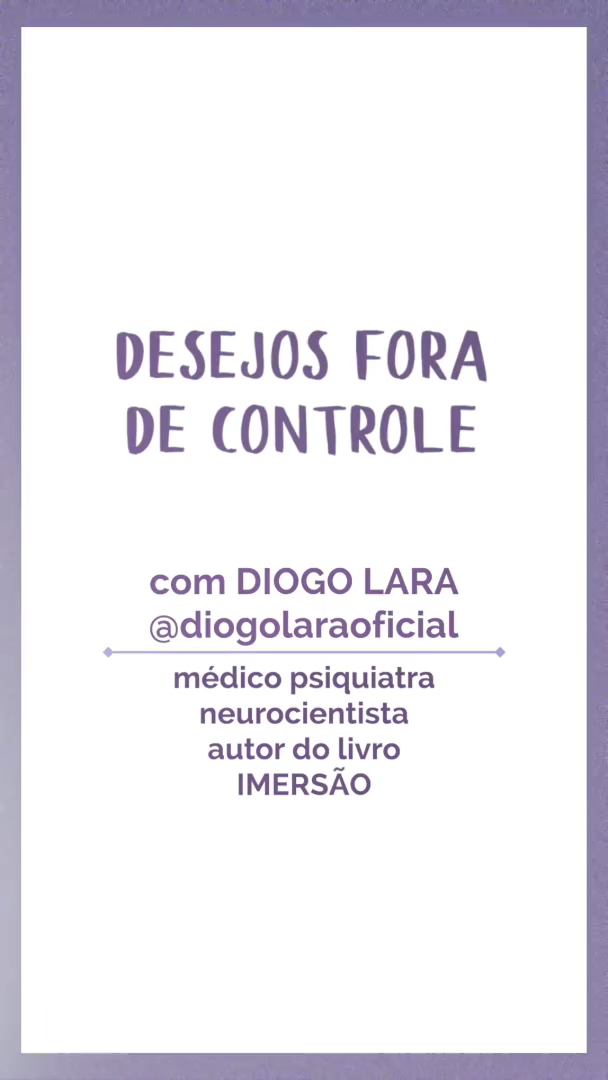 DESEJOS FORA
DE CONTROLE
com DIOGO LARA
@diogolaraoficial
médico psiquiatra
neurocientista
autor do livro
IMERSÃO